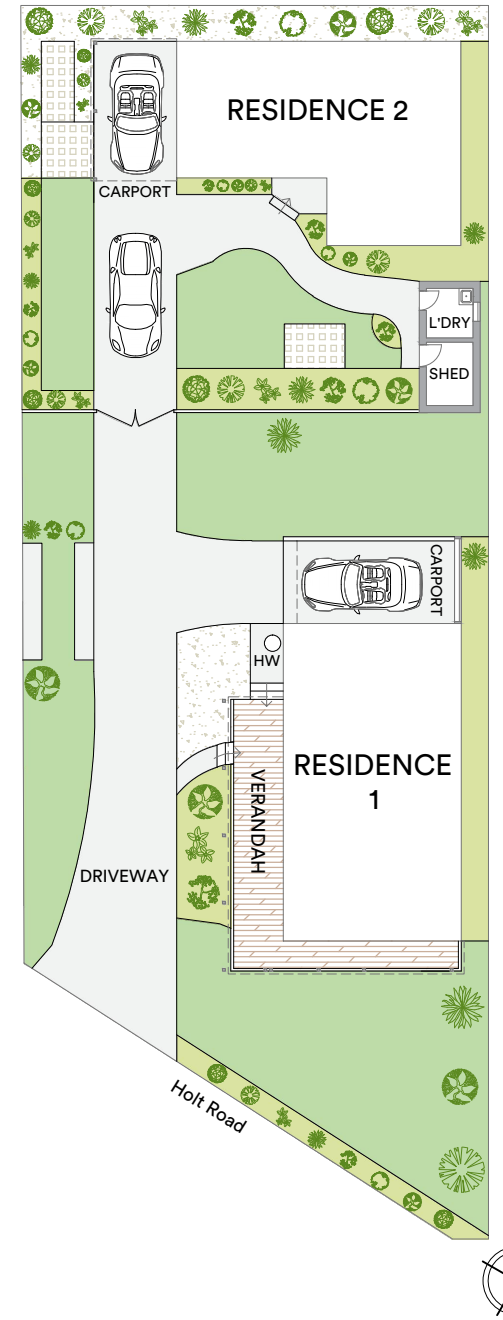 RESIDENCE 2
CARPORT
L'DRY
SHED
CARPORT
HW
RESIDENCE
1
VERANDAH
DRIVEWAY
Holt Road